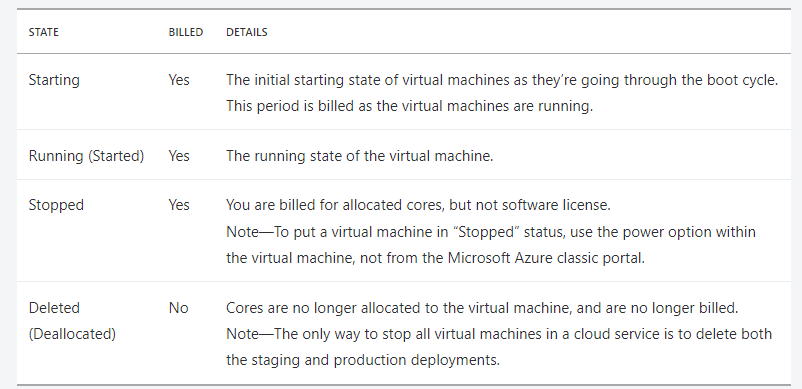 STATE BILLED DETAILS
Starting Yes The initial starting state of virtual machines as they’re going through the boot cycle.
This period is billed as the virtual machines are running.
Running (Started) Yes The running state of the virtual machine.
Stopped Yes You are billed for allocated cores, but not software license.
Note—To put a virtual machine in “Stopped” status, use the power option within
the virtual machine, not from the Microsoft Azure classic portal.
Deleted No Cores are no longer allocated to the virtual machine, and are no longer billed.
(Deallocated) Note—The only way to stop all virtual machines in a cloud service is to delete both
the staging and production deployments.